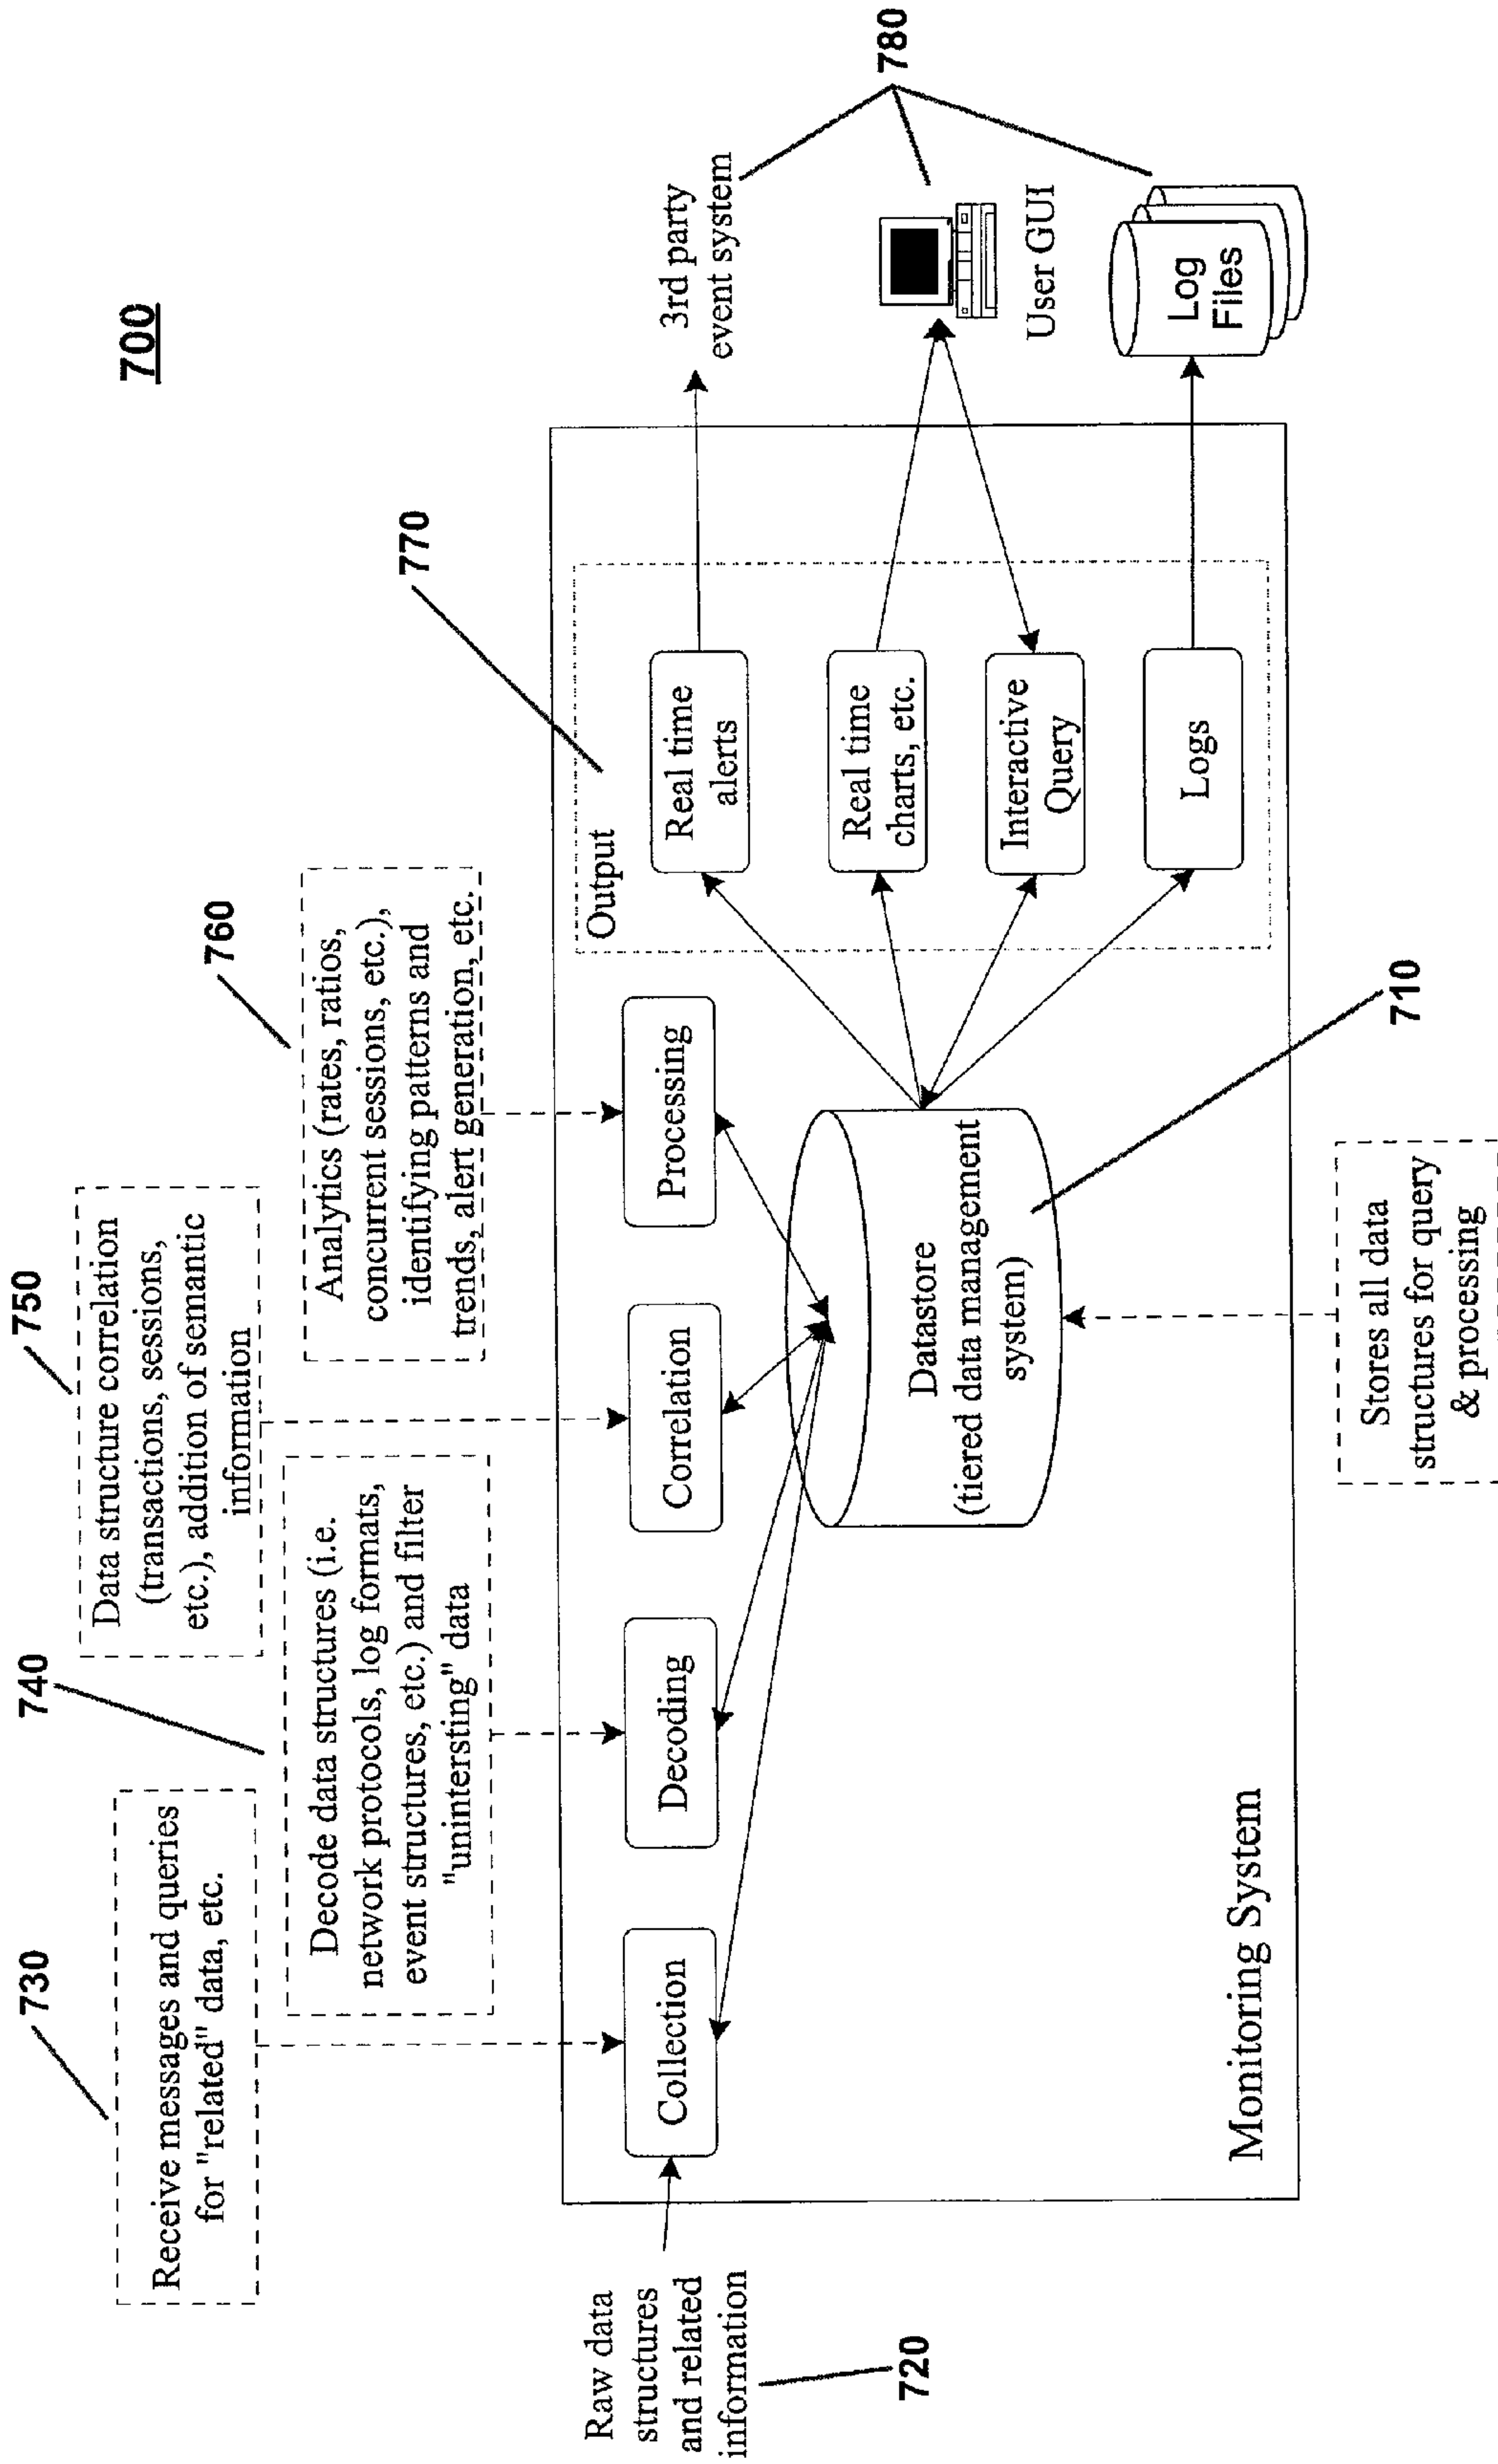 700
730
Receive messages and queries
for "related" data, etc.
740
Decode data structures (i.e.
network protocols, log formats,
event structures, etc.) and filter
"unintersting" data
750
Data structure correlation
(transactions, sessions,
etc.), addition of semantic
information
760
Analytics (rates, ratios,
concurrent sessions, etc.),
identifying patterns and
trends, alert generation, etc.
770
780
Raw data
structures
and related
information
720
Collection
Decoding
Correlation
Processing
Output
Real time
alerts
Real time
charts, etc.
Interactive
Query
Logs
3rd party
event system
User GUI
Log
Files
Datastore
(tiered data management
system)
710
Monitoring System
Stores all data
structures for query
& processing